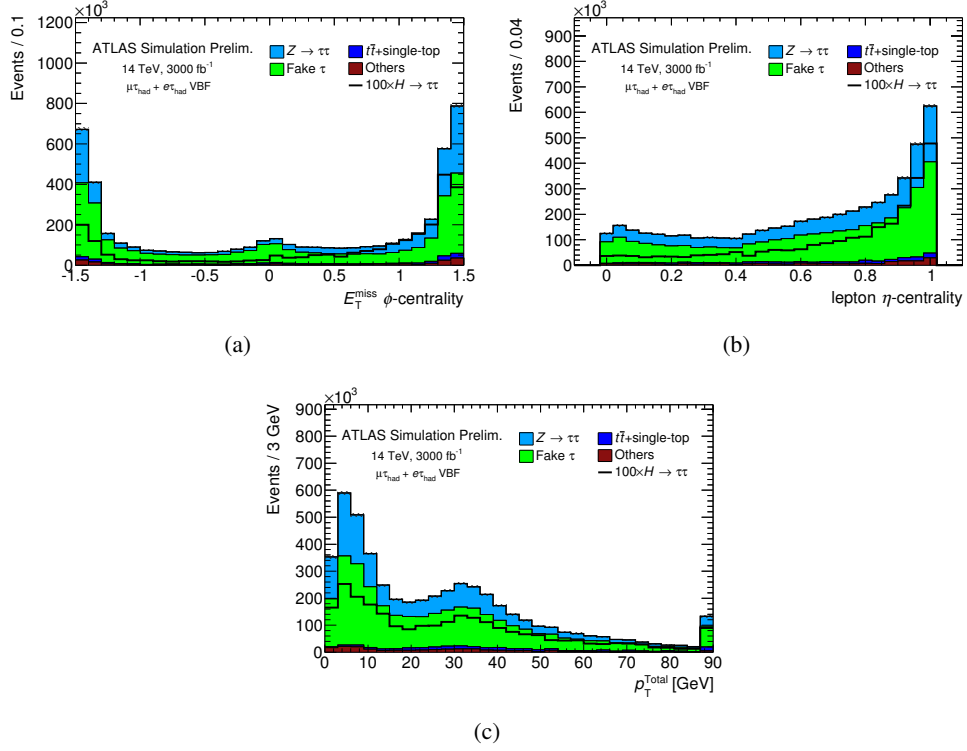 ×10³
Events / 0.1
1200
1000
800
600
400
200
0
ATLAS Simulation Prelim.
14 TeV, 3000 fb⁻¹
μτ_had + eτ_had VBF
Z → ττ
Fake τ
tt̄+single-top
Others
100×H → ττ
-1.5 -1 -0.5 0 0.5 1 1.5
E_T^miss φ-centrality
(a)
×10³
Events / 0.04
900
800
700
600
500
400
300
200
100
0
ATLAS Simulation Prelim.
14 TeV, 3000 fb⁻¹
μτ_had + eτ_had VBF
Z → ττ
Fake τ
tt̄+single-top
Others
100×H → ττ
0 0.2 0.4 0.6 0.8 1
lepton η-centrality
(b)
×10³
Events / 3 GeV
900
800
700
600
500
400
300
200
100
0
ATLAS Simulation Prelim.
14 TeV, 3000 fb⁻¹
μτ_had + eτ_had VBF
Z → ττ
Fake τ
tt̄+single-top
Others
100×H → ττ
0 10 20 30 40 50 60 70 80 90
p_T^Total [GeV]
(c)